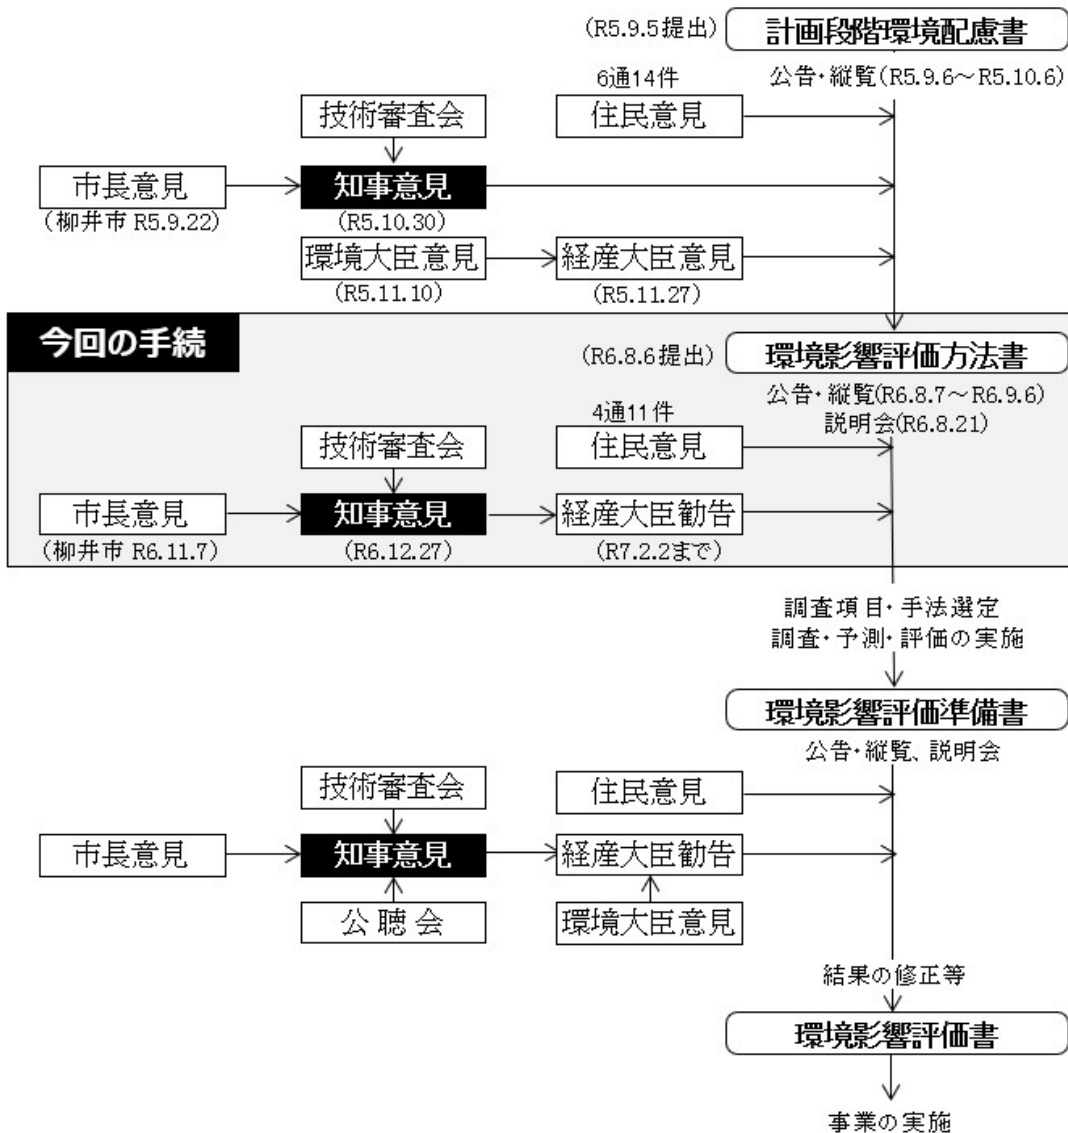 (R5.9.5提出) 計画段階環境配慮書
6通14件 公告・縦覧(R5.9.6～R5.10.6)
技術審査会 住民意見
市長意見 知事意見
(柳井市 R5.9.22) (R5.10.30)
環境大臣意見 経産大臣意見
(R5.11.10) (R5.11.27)
今回の手続
(R6.8.6提出) 環境影響評価方法書
公告・縦覧(R6.8.7～R6.9.6)
4通11件 説明会(R6.8.21)
技術審査会 住民意見
市長意見 知事意見 経産大臣勧告
(柳井市 R6.11.7) (R6.12.27) (R7.2.2まで)
調査項目・手法選定
調査・予測・評価の実施
環境影響評価準備書
公告・縦覧、説明会
技術審査会 住民意見
市長意見 知事意見 経産大臣勧告
公聴会 環境大臣意見
結果の修正等
環境影響評価書
事業の実施